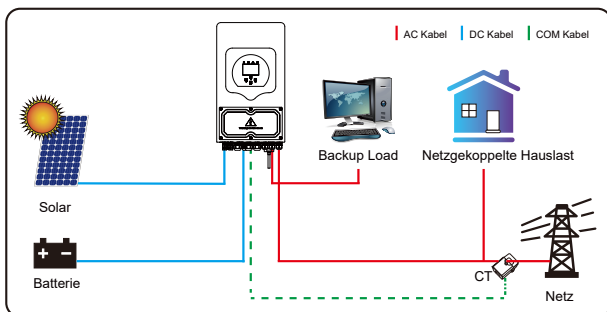 AC Kabel
DC Kabel
COM Kabel
Backup Load
Netzgekoppelte Hauslast
Solar
Batterie
CT
Netz